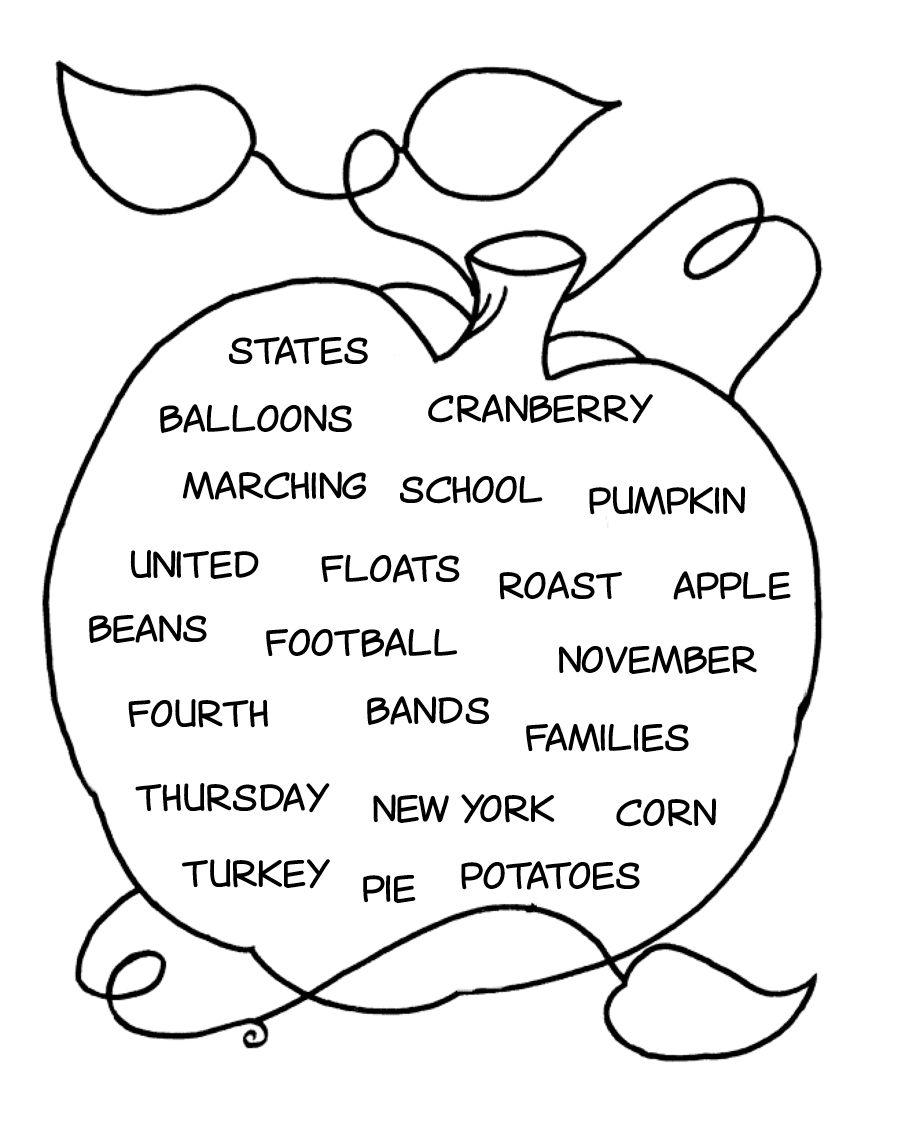 STATES
BALLOONS CRANBERRY
MARCHING SCHOOL PUMPKIN
UNITED FLOATS ROAST APPLE
BEANS FOOTBALL NOVEMBER
FOURTH BANDS FAMILIES
THURSDAY NEW YORK CORN
TURKEY PIE POTATOES